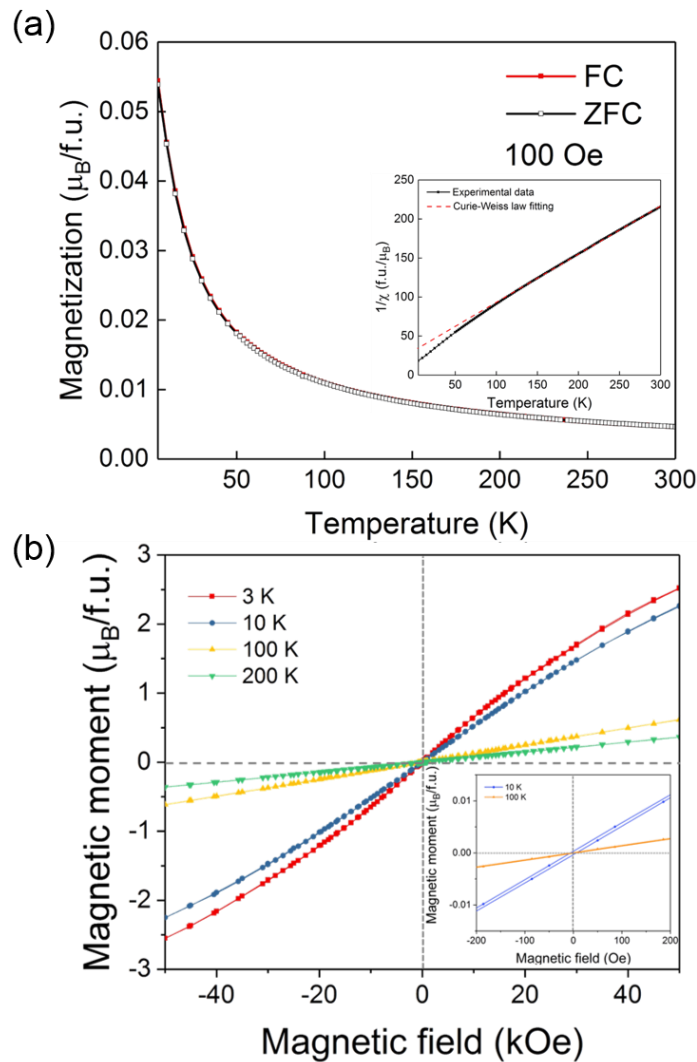 (a)
0.06
0.05
0.04
0.03
0.02
0.01
0.00
Magnetization (μB/f.u.)
FC
ZFC
100 Oe
250
200
150
100
50
0
1/χ (f.u./μB)
Experimental data
Curie-Weiss law fitting
50 100 150 200 250 300
Temperature (K)
50 100 150 200 250 300
Temperature (K)
(b)
3
2
1
0
-1
-2
-3
Magnetic moment (μB/f.u.)
3 K
10 K
100 K
200 K
0.01
0.00
-0.01
Magnetic moment (μB/f.u.)
10 K
100 K
-200 -100 0 100 200
Magnetic field (Oe)
-40 -20 0 20 40
Magnetic field (kOe)